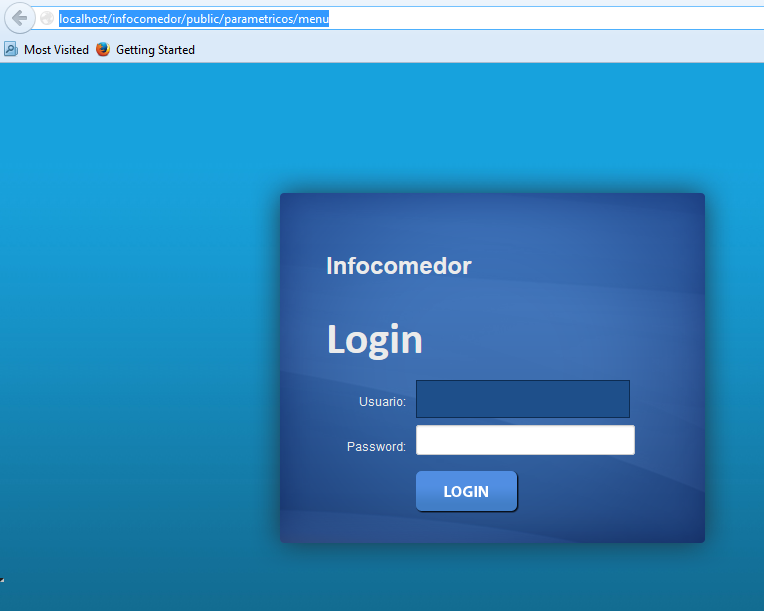 localhost/infocomedor/public/parametricos/menu
Most Visited Getting Started
Infocomedor
Login
Usuario:
Password:
LOGIN